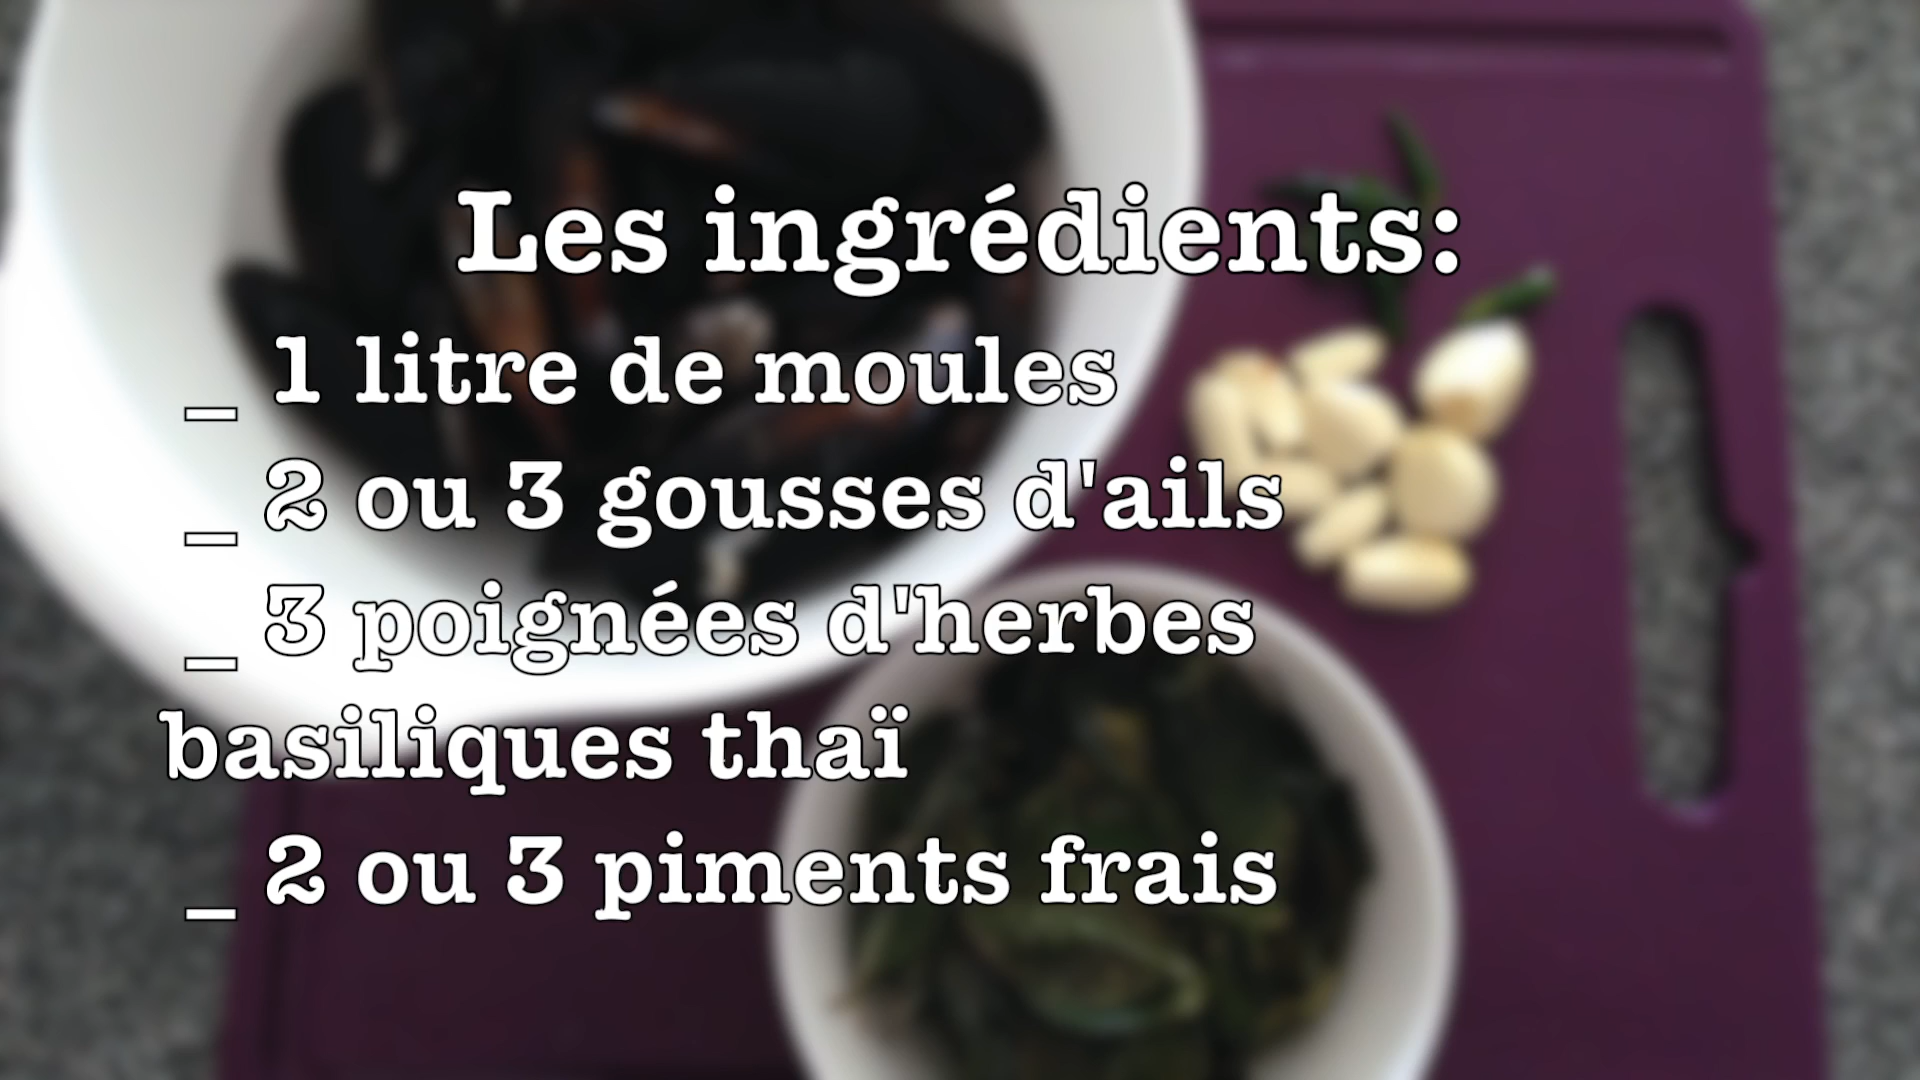 Les ingrédients:
_ 1 litre de moules
_ 2 ou 3 gousses d'ails
_ 3 poignées d'herbes
basiliques thaï
_ 2 ou 3 piments frais